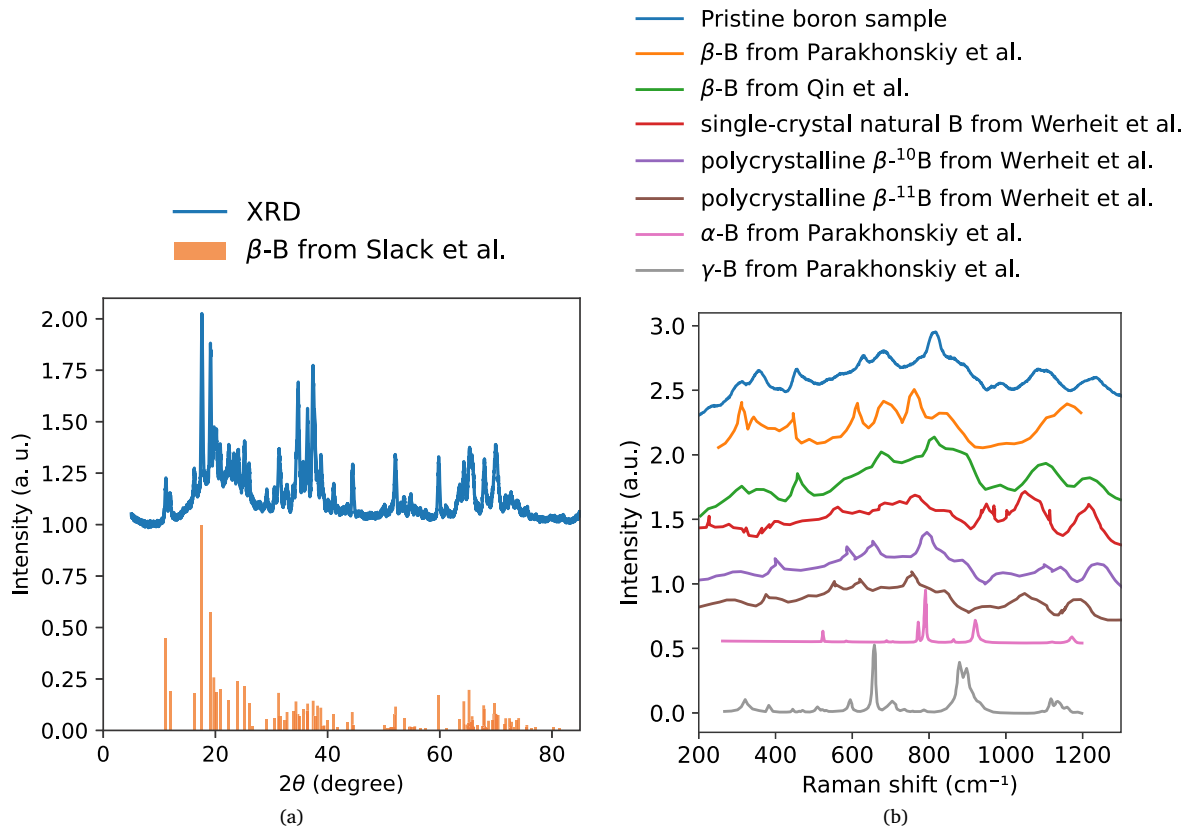 XRD
β-B from Slack et al.
Intensity (a. u.)
2.00
1.75
1.50
1.25
1.00
0.75
0.50
0.25
0.00
0
20
40
60
80
2θ (degree)
(a)
Pristine boron sample
β-B from Parakhonskiy et al.
β-B from Qin et al.
single-crystal natural B from Werheit et al.
polycrystalline β-¹⁰B from Werheit et al.
polycrystalline β-¹¹B from Werheit et al.
α-B from Parakhonskiy et al.
γ-B from Parakhonskiy et al.
Intensity (a.u.)
3.0
2.5
2.0
1.5
1.0
0.5
0.0
200
400
600
800
1000
1200
Raman shift (cm⁻¹)
(b)